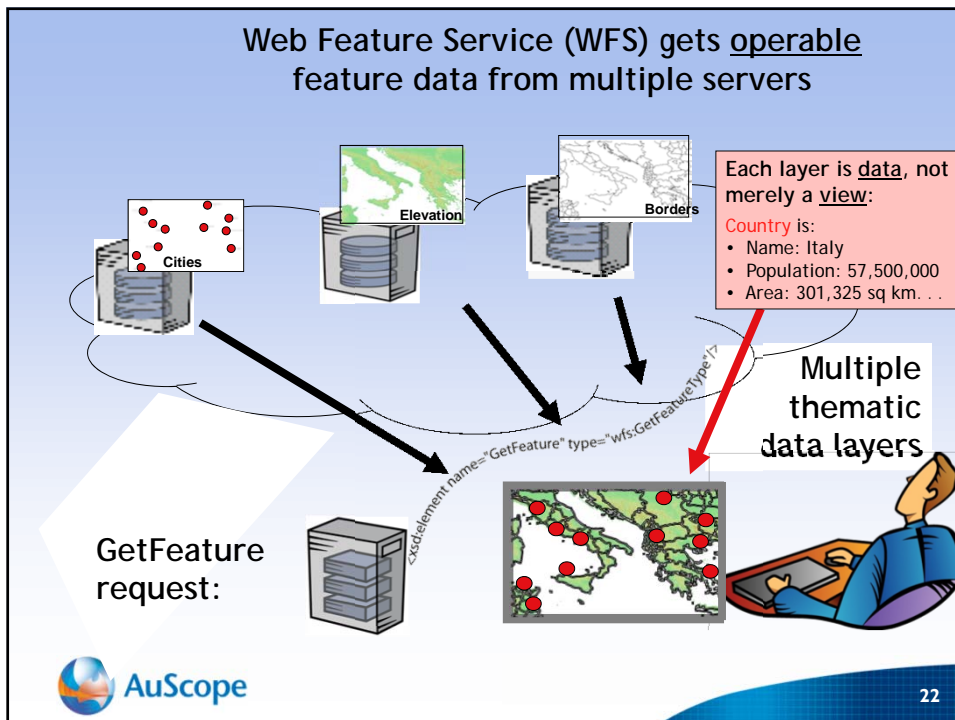 Web Feature Service (WFS) gets operable
feature data from multiple servers
Cities
Elevation
Borders
Each layer is data, not
merely a view:
Country is:
• Name: Italy
• Population: 57,500,000
• Area: 301,325 sq km. . .
Multiple
thematic
data layers
<xsd:element name="GetFeature" type="wfs:GetFeatureType"/>
GetFeature
request:
AuScope
22